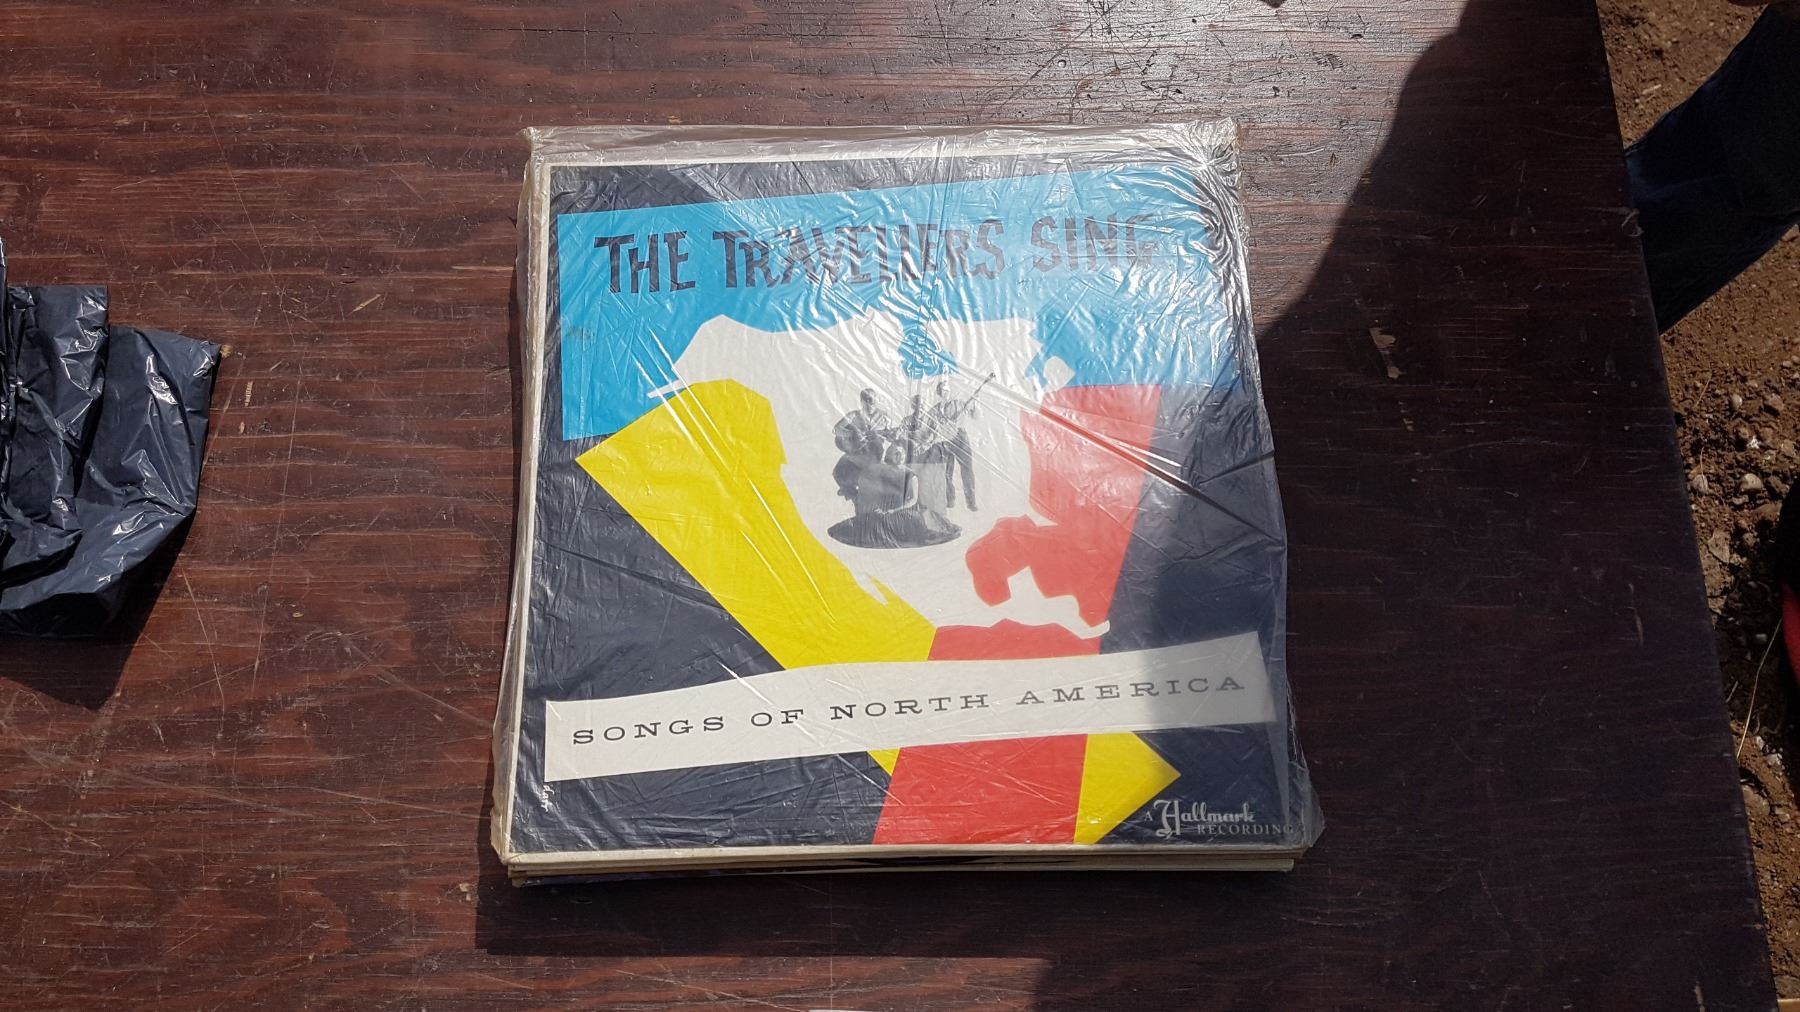 THE TRAVELLERS SING
SONGS OF NORTH AMERICA
A Hallmark
RECORDING